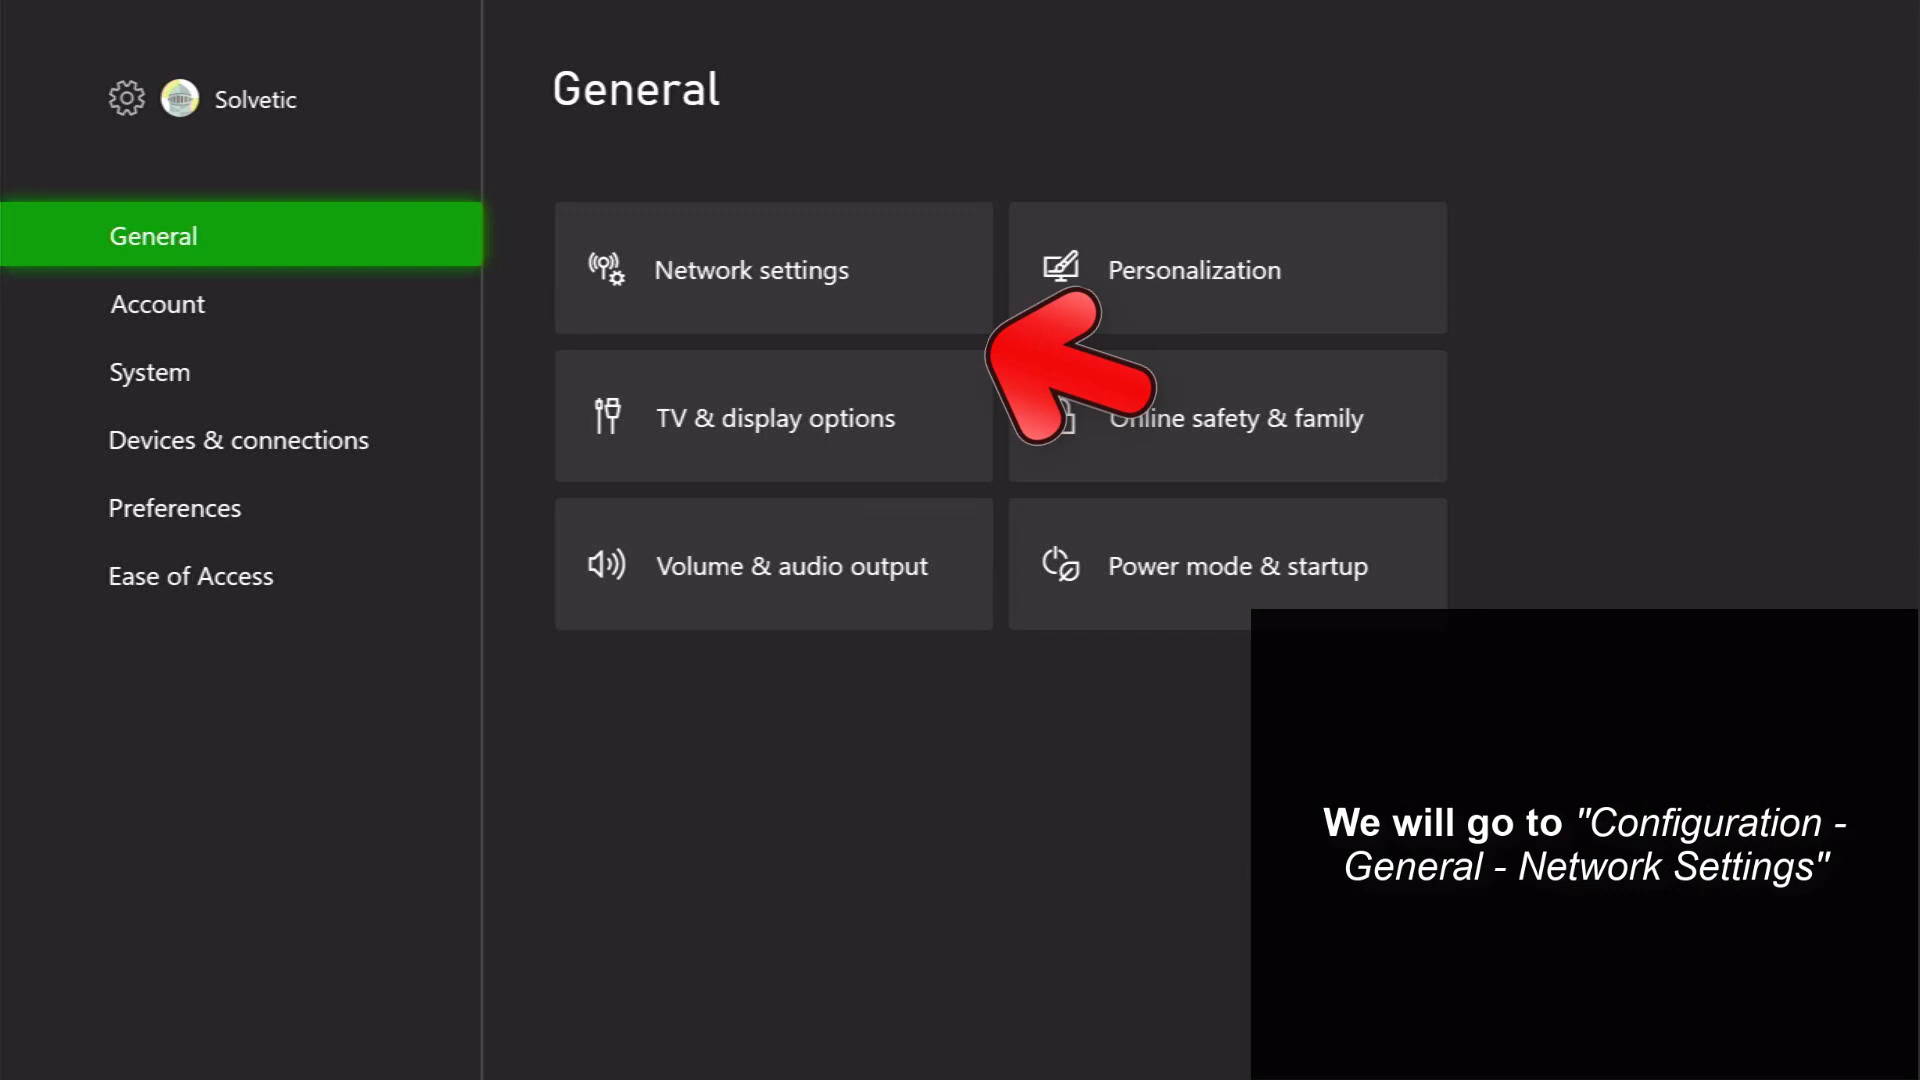 Solvetic
General
Account
System
Devices & connections
Preferences
Ease of Access
General
Network settings
Personalization
TV & display options
Online safety & family
Volume & audio output
Power mode & startup
We will go to "Configuration -
General - Network Settings"